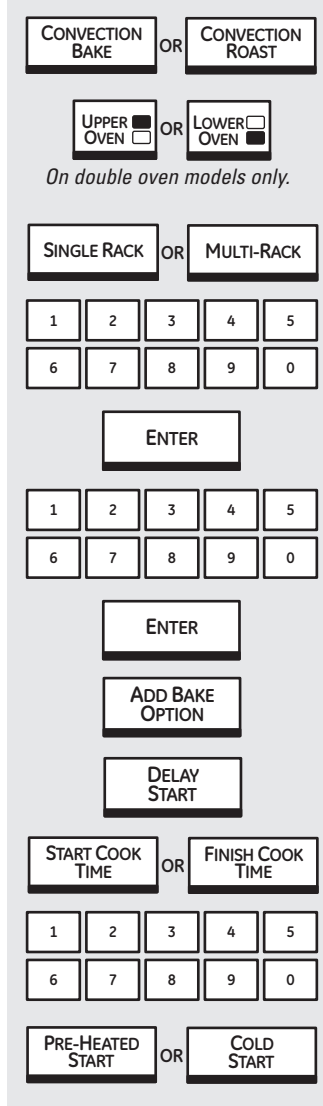 CONVECTION BAKE OR CONVECTION ROAST
UPPER OVEN OR LOWER OVEN
On double oven models only.
SINGLE RACK OR MULTI-RACK
1 2 3 4 5
6 7 8 9 0
ENTER
1 2 3 4 5
6 7 8 9 0
ENTER
ADD BAKE
OPTION
DELAY
START
START COOK TIME OR FINISH COOK TIME
1 2 3 4 5
6 7 8 9 0
PRE-HEATED START OR COLD START